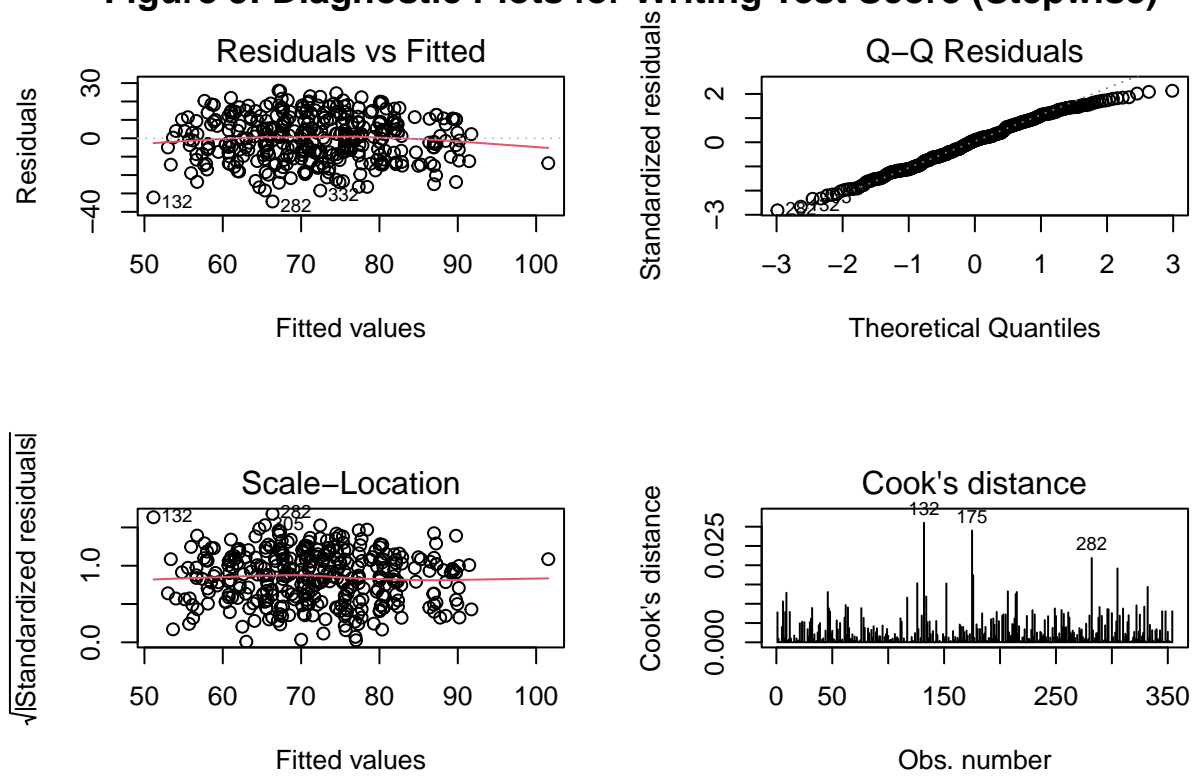 Diagnostic Plots for Writing Test Score (Stepwise)
Residuals vs Fitted
Residuals
30
0
−40
132
282
332
50 60 70 80 90 100
Fitted values
Q−Q Residuals
Standardized residuals
2
0
−3
−3 −2 −1 0 1 2 3
Theoretical Quantiles
Scale−Location
√|Standardized residuals|
1.0
0.0
132
282
50 60 70 80 90 100
Fitted values
Cook's distance
Cook's distance
0.025
0.000
132
175
282
0 50 150 250 350
Obs. number